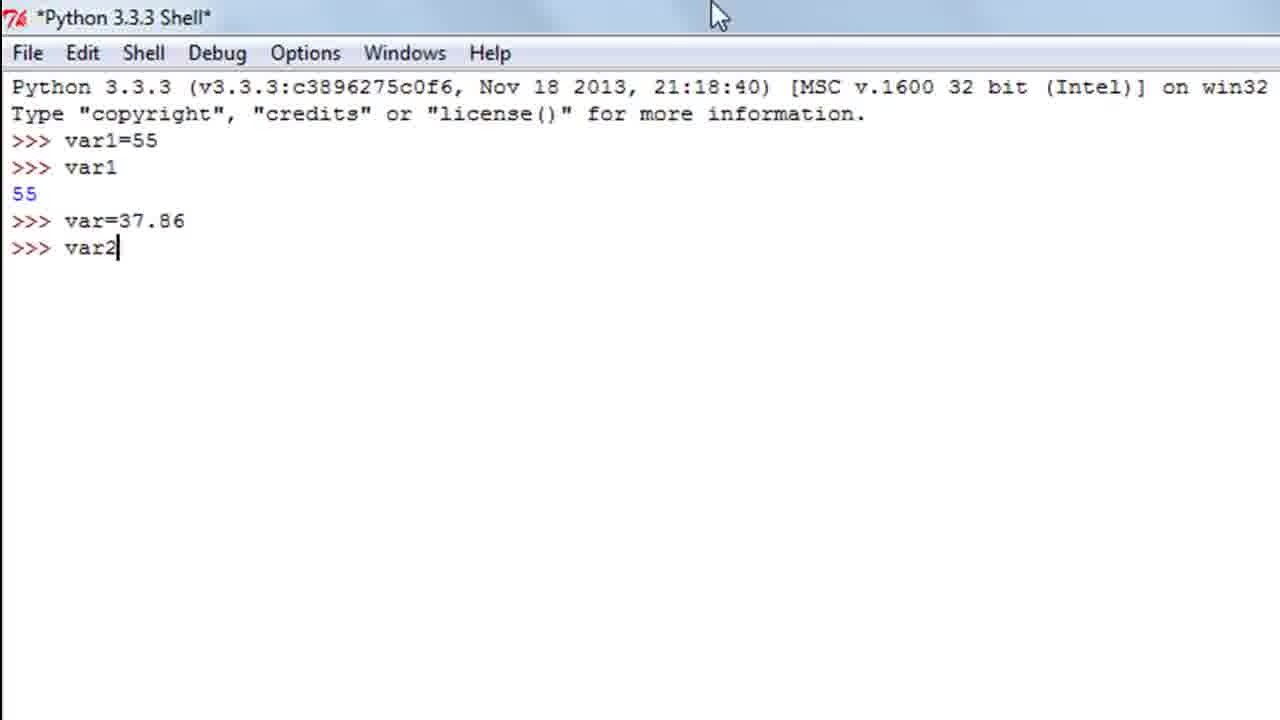 *Python 3.3.3 Shell*
File Edit Shell Debug Options Windows Help
Python 3.3.3 (v3.3.3:c3896275c0f6, Nov 18 2013, 21:18:40) [MSC v.1600 32 bit (Intel)] on win32
Type "copyright", "credits" or "license()" for more information.
>>> var1=55
>>> var1
55
>>> var=37.86
>>> var2